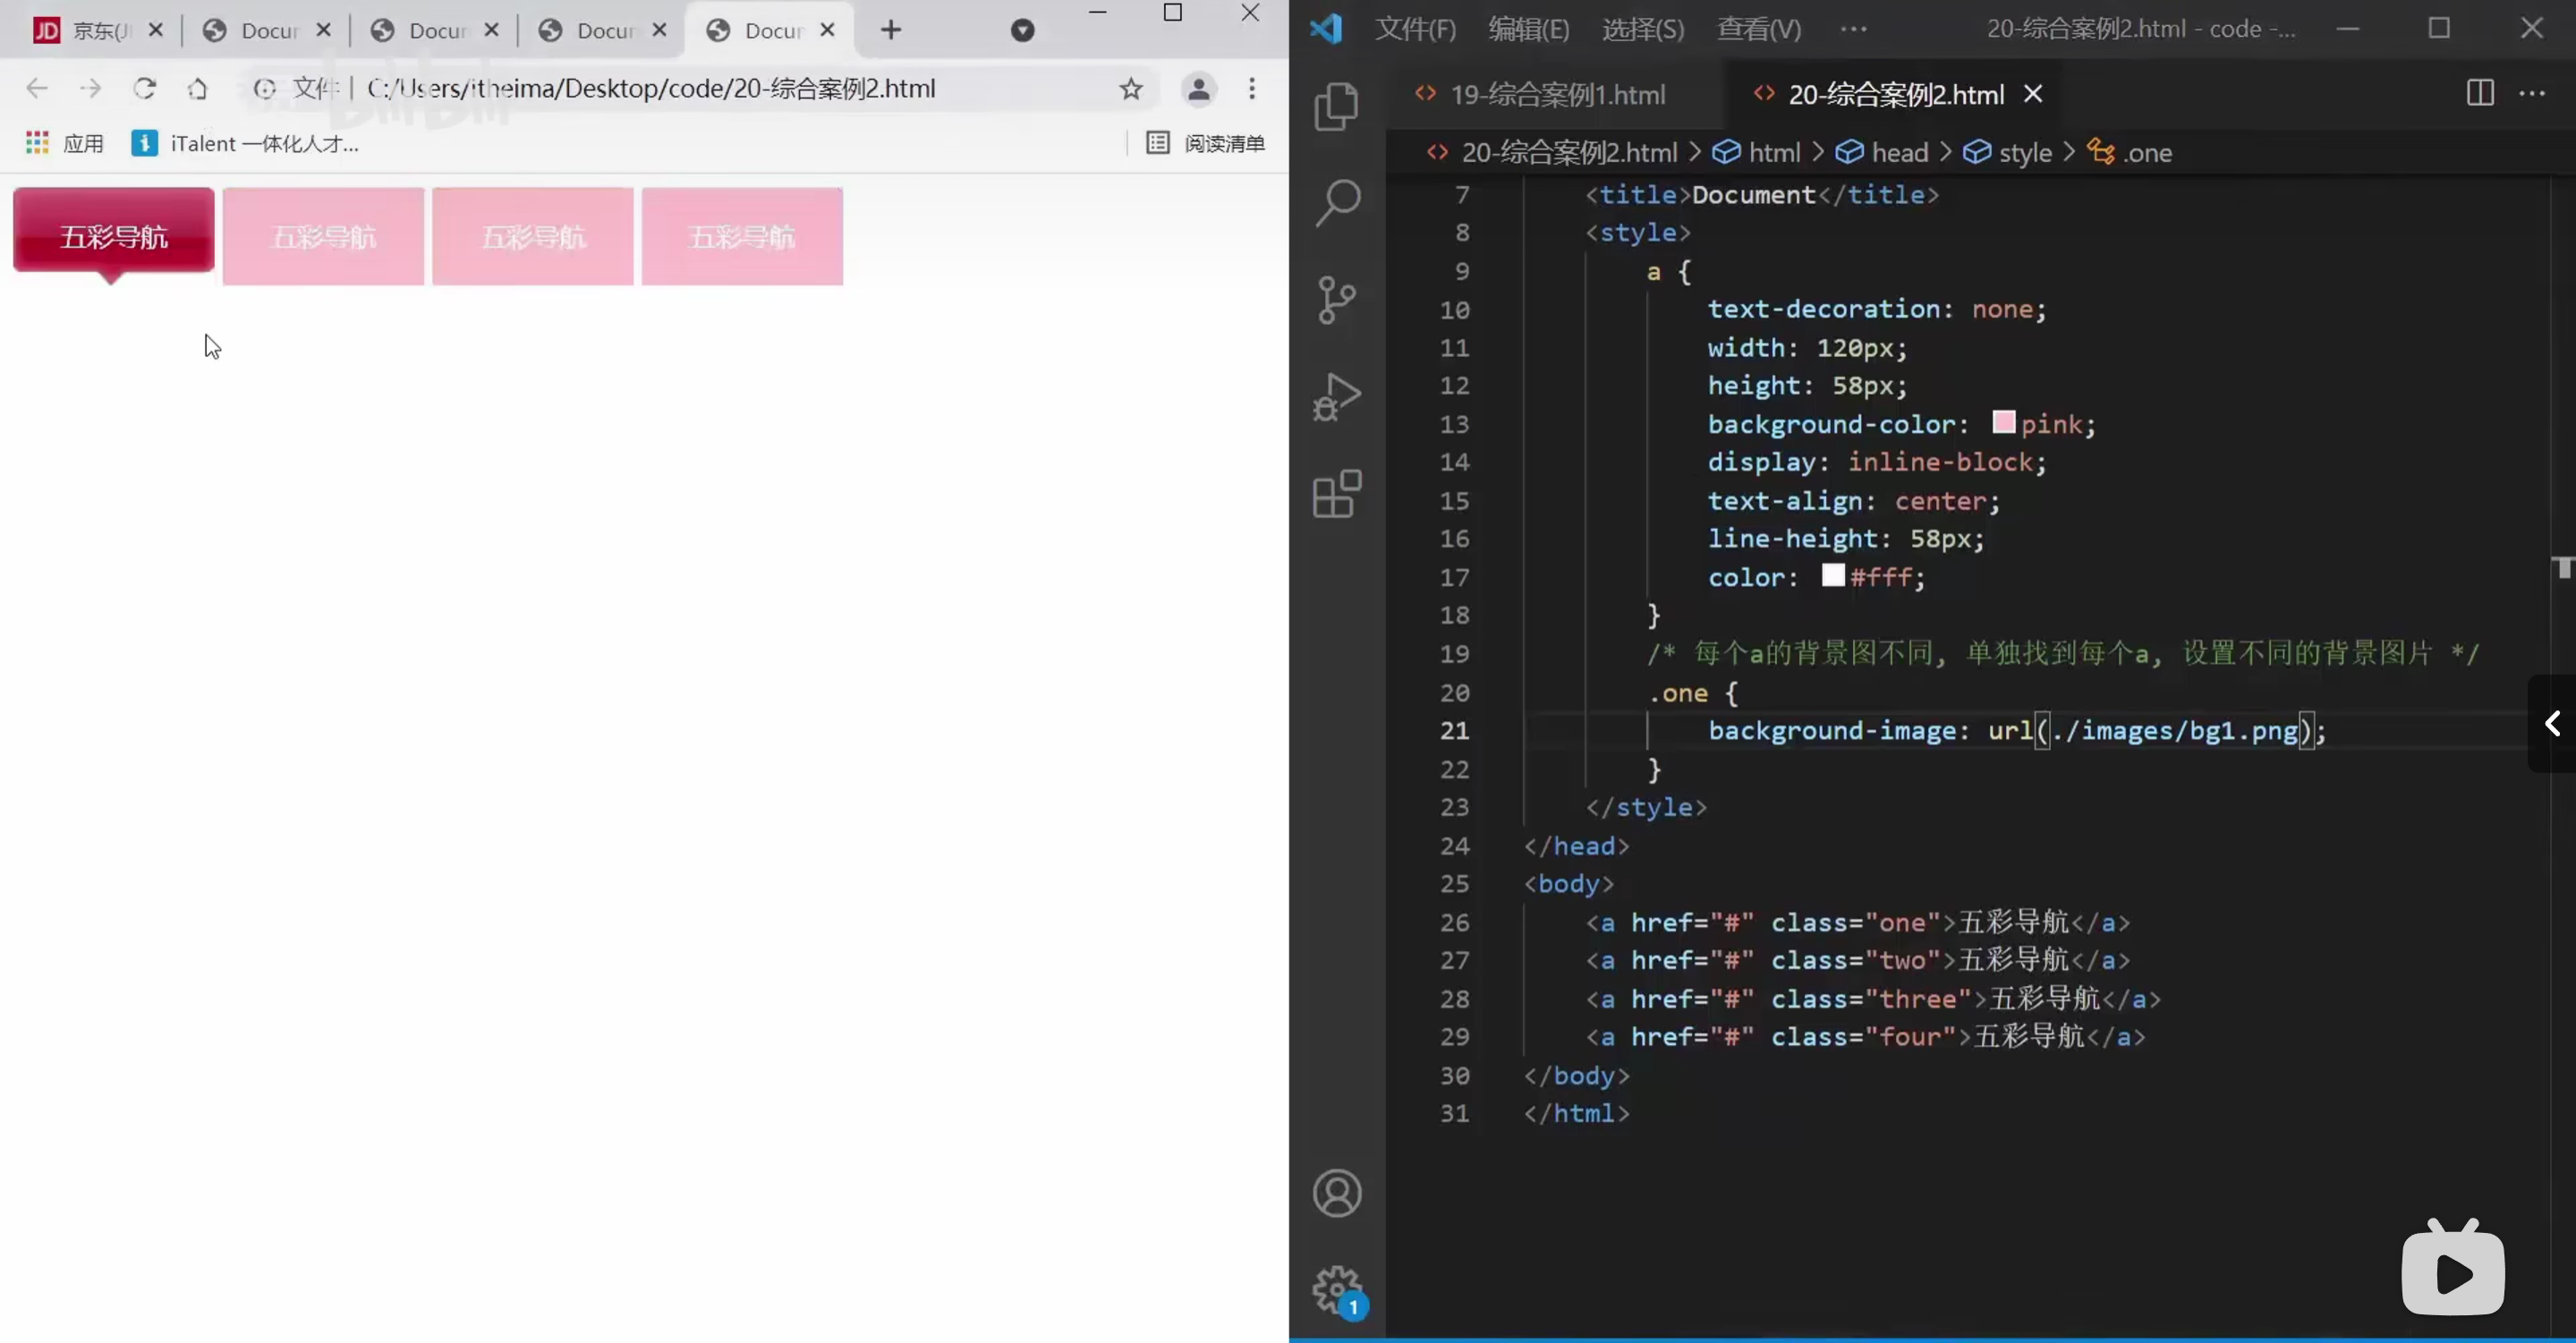 京东(J
Docu
Docu
Docu
Docu
文件 | C:/Users/itheima/Desktop/code/20-综合案例2.html
bilibili
应用
iTalent 一体化人才...
阅读清单
五彩导航
五彩导航
五彩导航
五彩导航
文件(F) 编辑(E) 选择(S) 查看(V) ··· 20-综合案例2.html - code -...
19-综合案例1.html
20-综合案例2.html
20-综合案例2.html > html > head > style > .one
7 <title>Document</title>
8 <style>
9 a {
10 text-decoration: none;
11 width: 120px;
12 height: 58px;
13 background-color: pink;
14 display: inline-block;
15 text-align: center;
16 line-height: 58px;
17 color: #fff;
18 }
19 /* 每个a的背景图不同, 单独找到每个a, 设置不同的背景图片 */
20 .one {
21 background-image: url(./images/bg1.png);
22 }
23 </style>
24 </head>
25 <body>
26 <a href="#" class="one">五彩导航</a>
27 <a href="#" class="two">五彩导航</a>
28 <a href="#" class="three">五彩导航</a>
29 <a href="#" class="four">五彩导航</a>
30 </body>
31 </html>
1